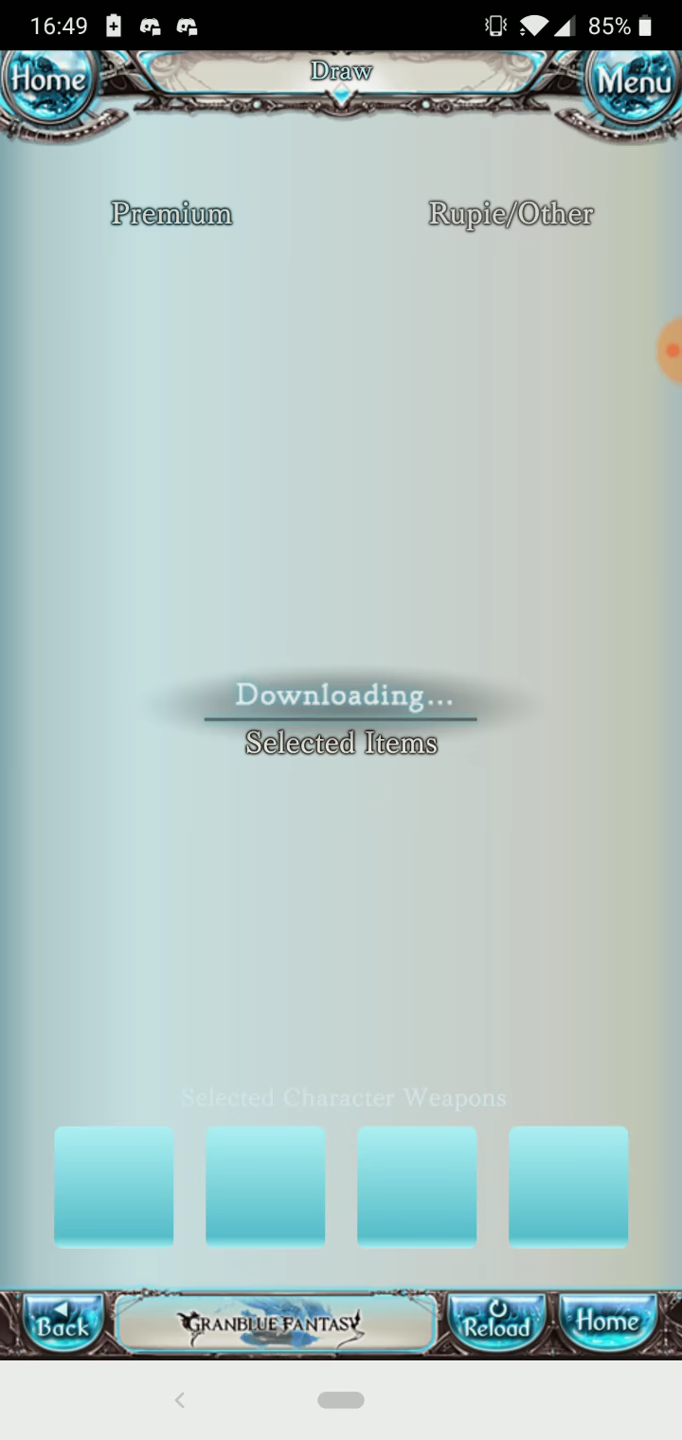 16:49
85%
Home
Draw
Menu
Premium
Rupie/Other
Downloading...
Selected Items
Selected Character Weapons
Back
GRANBLUE FANTASY
Reload
Home